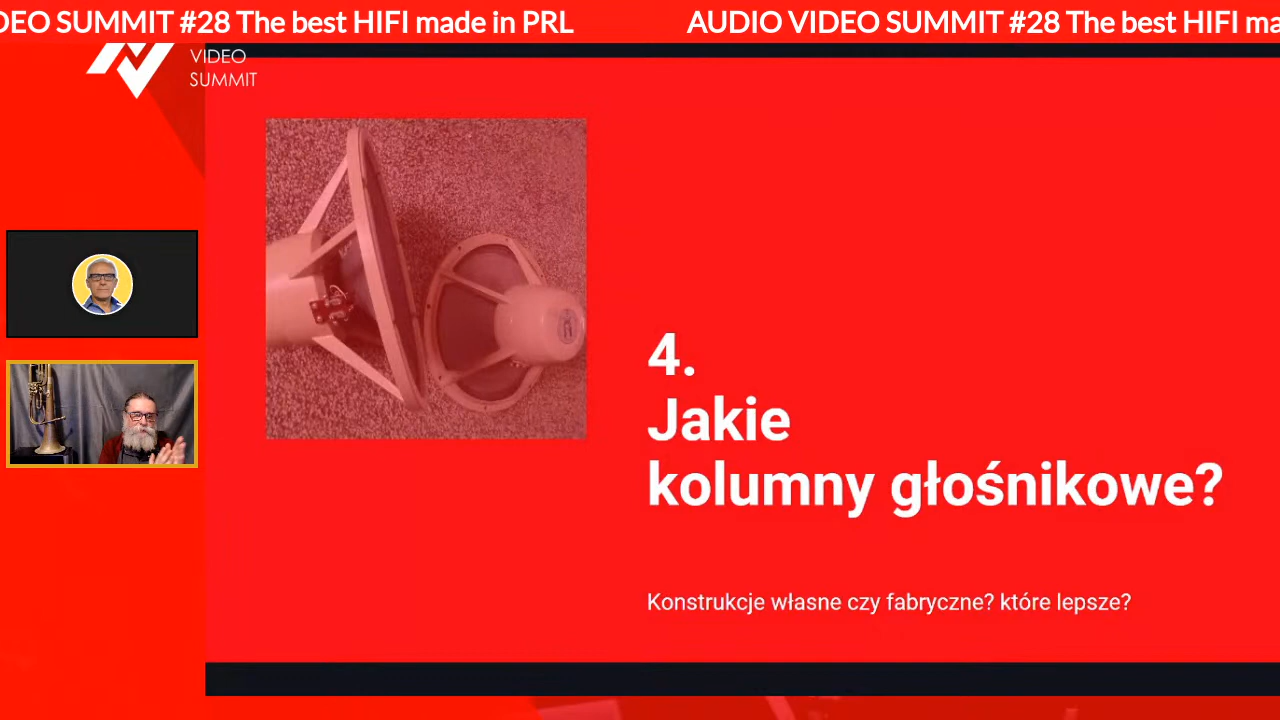 DEO SUMMIT #28 The best HIFI made in PRL
AUDIO VIDEO SUMMIT #28 The best HIFI ma
VIDEO
SUMMIT
4.
Jakie
kolumny głośnikowe?
Konstrukcje własne czy fabryczne? które lepsze?